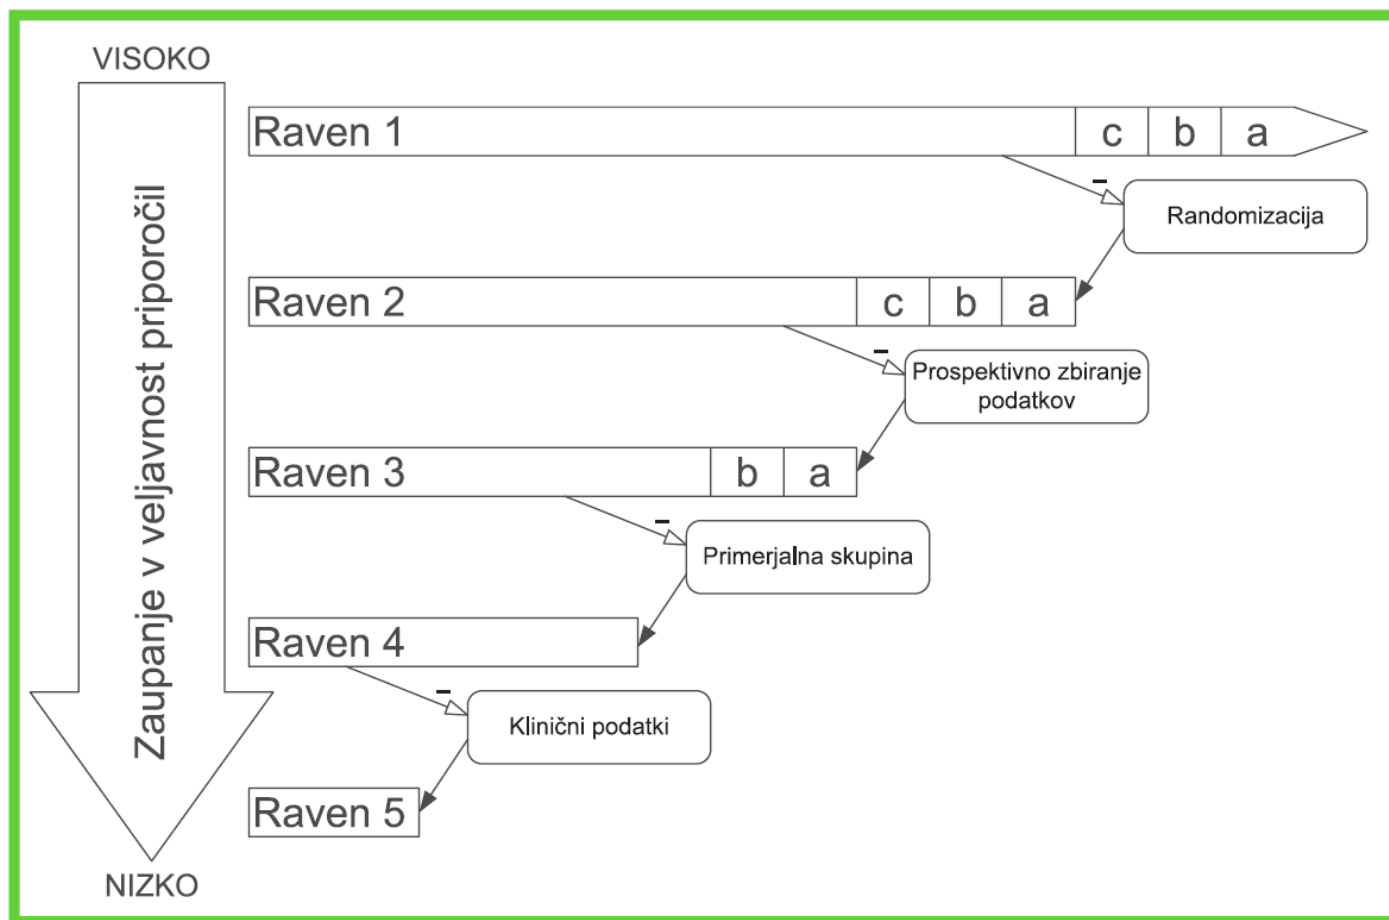 VISOKO
Zaupanje v veljavnost priporočil
NIZKO
Raven 1 c b a
–
Randomizacija
Raven 2 c b a
–
Prospektivno zbiranje
podatkov
Raven 3 b a
–
Primerjalna skupina
Raven 4
–
Klinični podatki
Raven 5